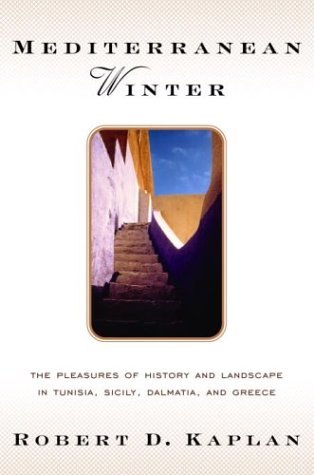 MEDITERRANEAN
WINTER
THE PLEASURES OF HISTORY AND LANDSCAPE
IN TUNISIA, SICILY, DALMATIA, AND GREECE
ROBERT D. KAPLAN